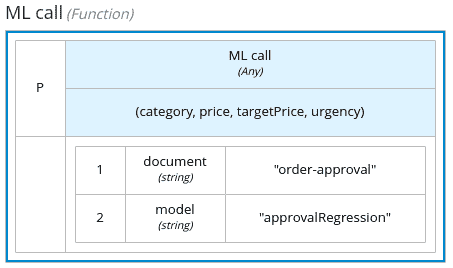 ML call (Function)
P
ML call
(Any)
(category, price, targetPrice, urgency)
1
document
(string)
"order-approval"
2
model
(string)
"approvalRegression"